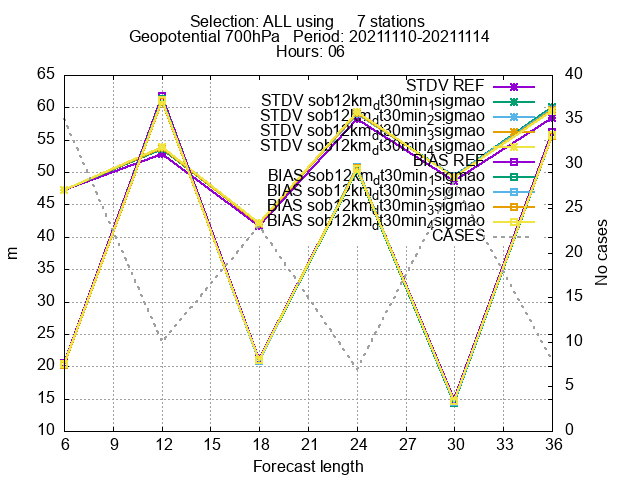 Selection: ALL using 7 stations
Geopotential 700hPa Period: 20211110-20211114
Hours: 06
65
60
55
50
45
40
35
30
25
20
15
10
m
40
35
30
25
20
15
10
5
0
No cases
STDV REF
STDV sob12km_dt30min_1sigmao
STDV sob12km_dt30min_2sigmao
STDV sob12km_dt30min_3sigmao
STDV sob12km_dt30min_4sigmao
BIAS REF
BIAS sob12km_dt30min_1sigmao
BIAS sob12km_dt30min_2sigmao
BIAS sob12km_dt30min_3sigmao
BIAS sob12km_dt30min_4sigmao
CASES
6 9 12 15 18 21 24 27 30 33 36
Forecast length